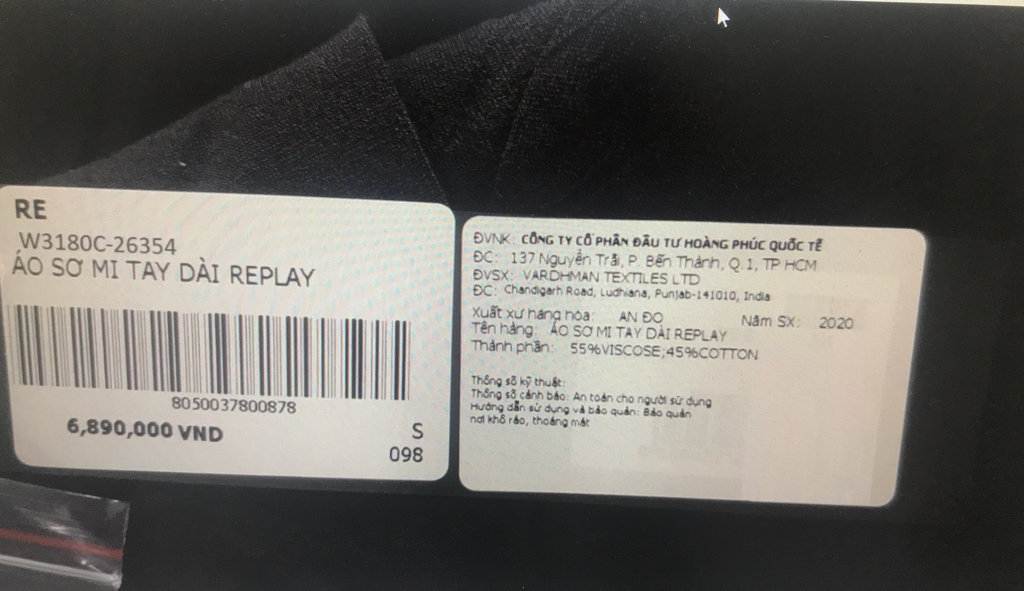 RE
W3180C-26354
ÁO SƠ MI TAY DÀI REPLAY
8050037800878
6,890,000 VND
S
098
ĐVNK: CÔNG TY CỔ PHẦN ĐẦU TƯ HOÀNG PHÚC QUỐC TẾ
ĐC: 137 Nguyễn Trãi, P. Bến Thành, Q.1, TP HCM
ĐVSX: VARDHMAN TEXTILES LTD
ĐC: Chandigarh Road, Ludhiana, Punjab-141010, India
Xuất xứ hàng hóa: ẤN ĐỘ Năm SX: 2020
Tên hàng: ÁO SƠ MI TAY DÀI REPLAY
Thành phần: 55%VISCOSE;45%COTTON
Thông số kỹ thuật:
Thông số cảnh báo: An toàn cho người sử dụng
Hướng dẫn sử dụng và bảo quản: Bảo quản
nơi khô ráo, thoáng mát